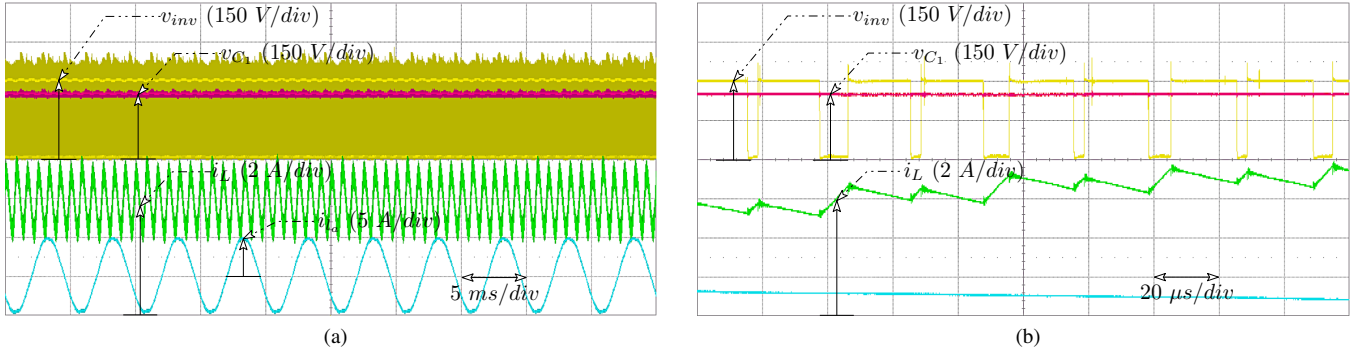 v_inv (150 V/div)
v_C1 (150 V/div)
i_L (2 A/div)
i_ta (5 A/div)
5 ms/div
(a)
v_inv (150 V/div)
v_C1 (150 V/div)
i_L (2 A/div)
20 μs/div
(b)